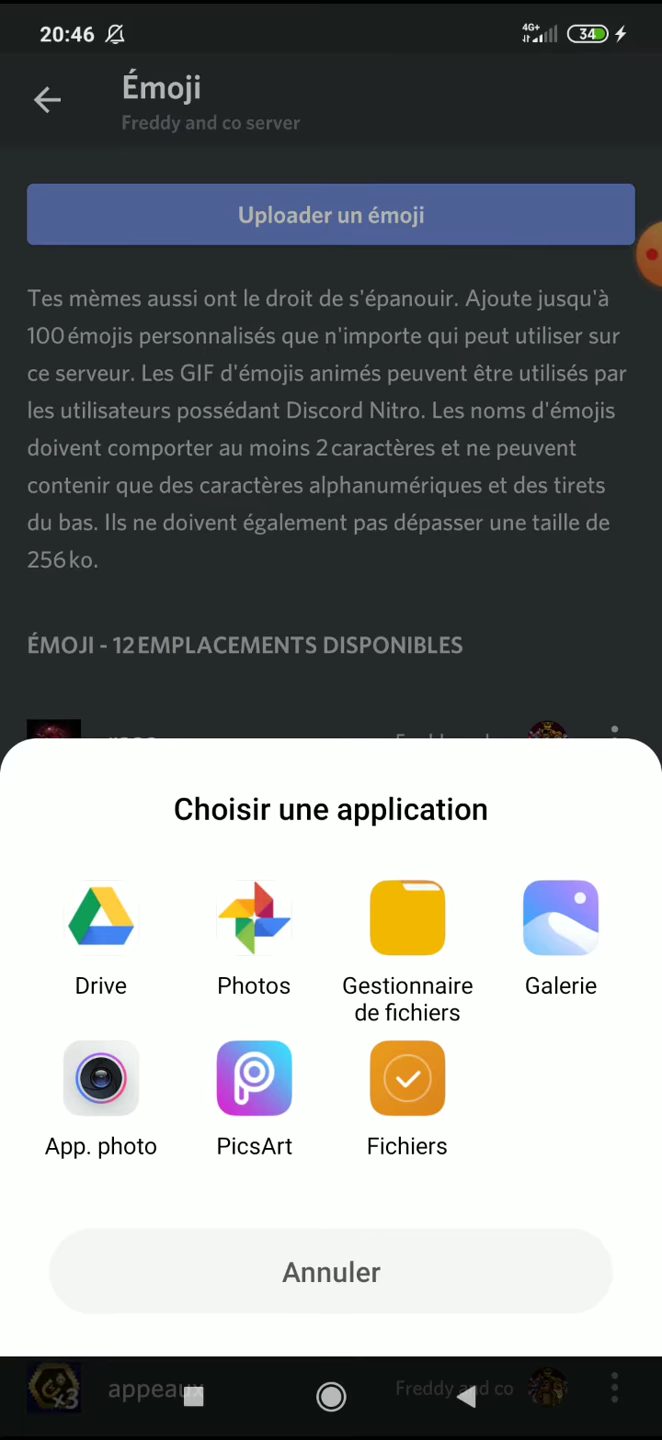 20:46
4G+
34
Émoji
Freddy and co server
Uploader un émoji
Tes mèmes aussi ont le droit de s'épanouir. Ajoute jusqu'à
100 émojis personnalisés que n'importe qui peut utiliser sur
ce serveur. Les GIF d'émojis animés peuvent être utilisés par
les utilisateurs possédant Discord Nitro. Les noms d'émojis
doivent comporter au moins 2 caractères et ne peuvent
contenir que des caractères alphanumériques et des tirets
du bas. Ils ne doivent également pas dépasser une taille de
256 ko.
ÉMOJI - 12 EMPLACEMENTS DISPONIBLES
Choisir une application
Drive
Photos
Gestionnaire
de fichiers
Galerie
App. photo
PicsArt
Fichiers
Annuler
x3
appeaux
Freddy and co